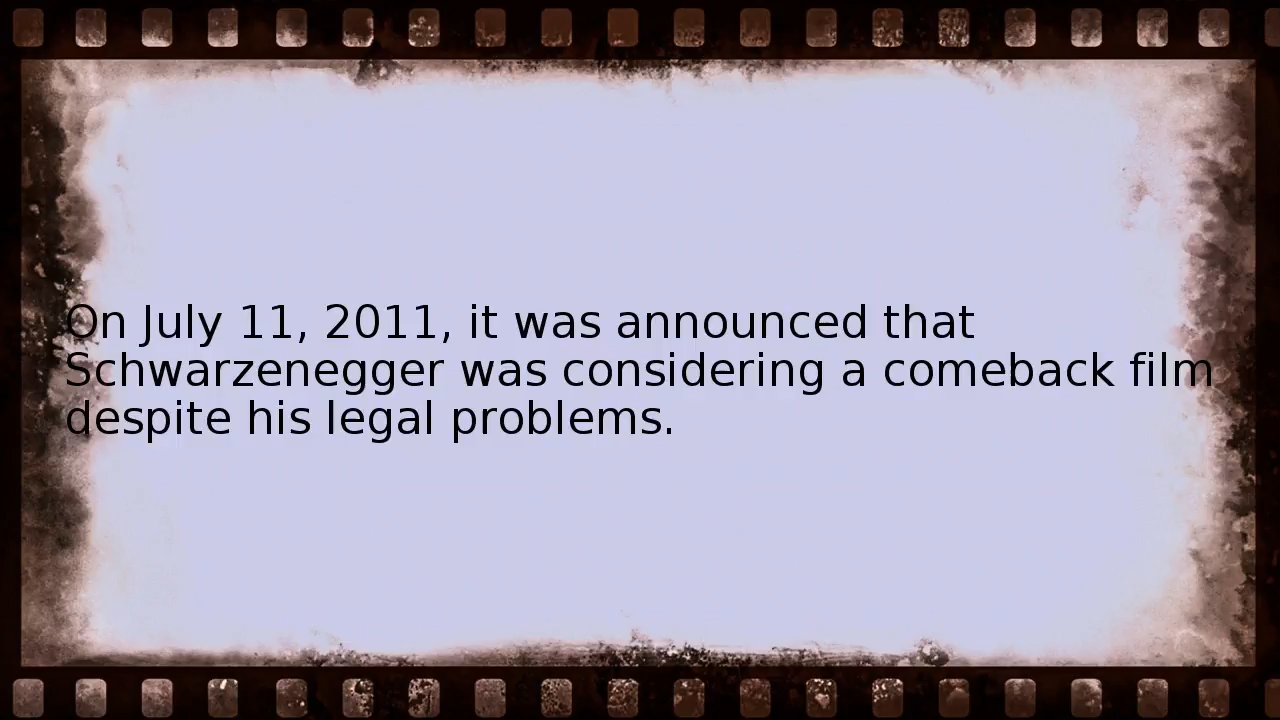 On July 11, 2011, it was announced that
Schwarzenegger was considering a comeback film
despite his legal problems.